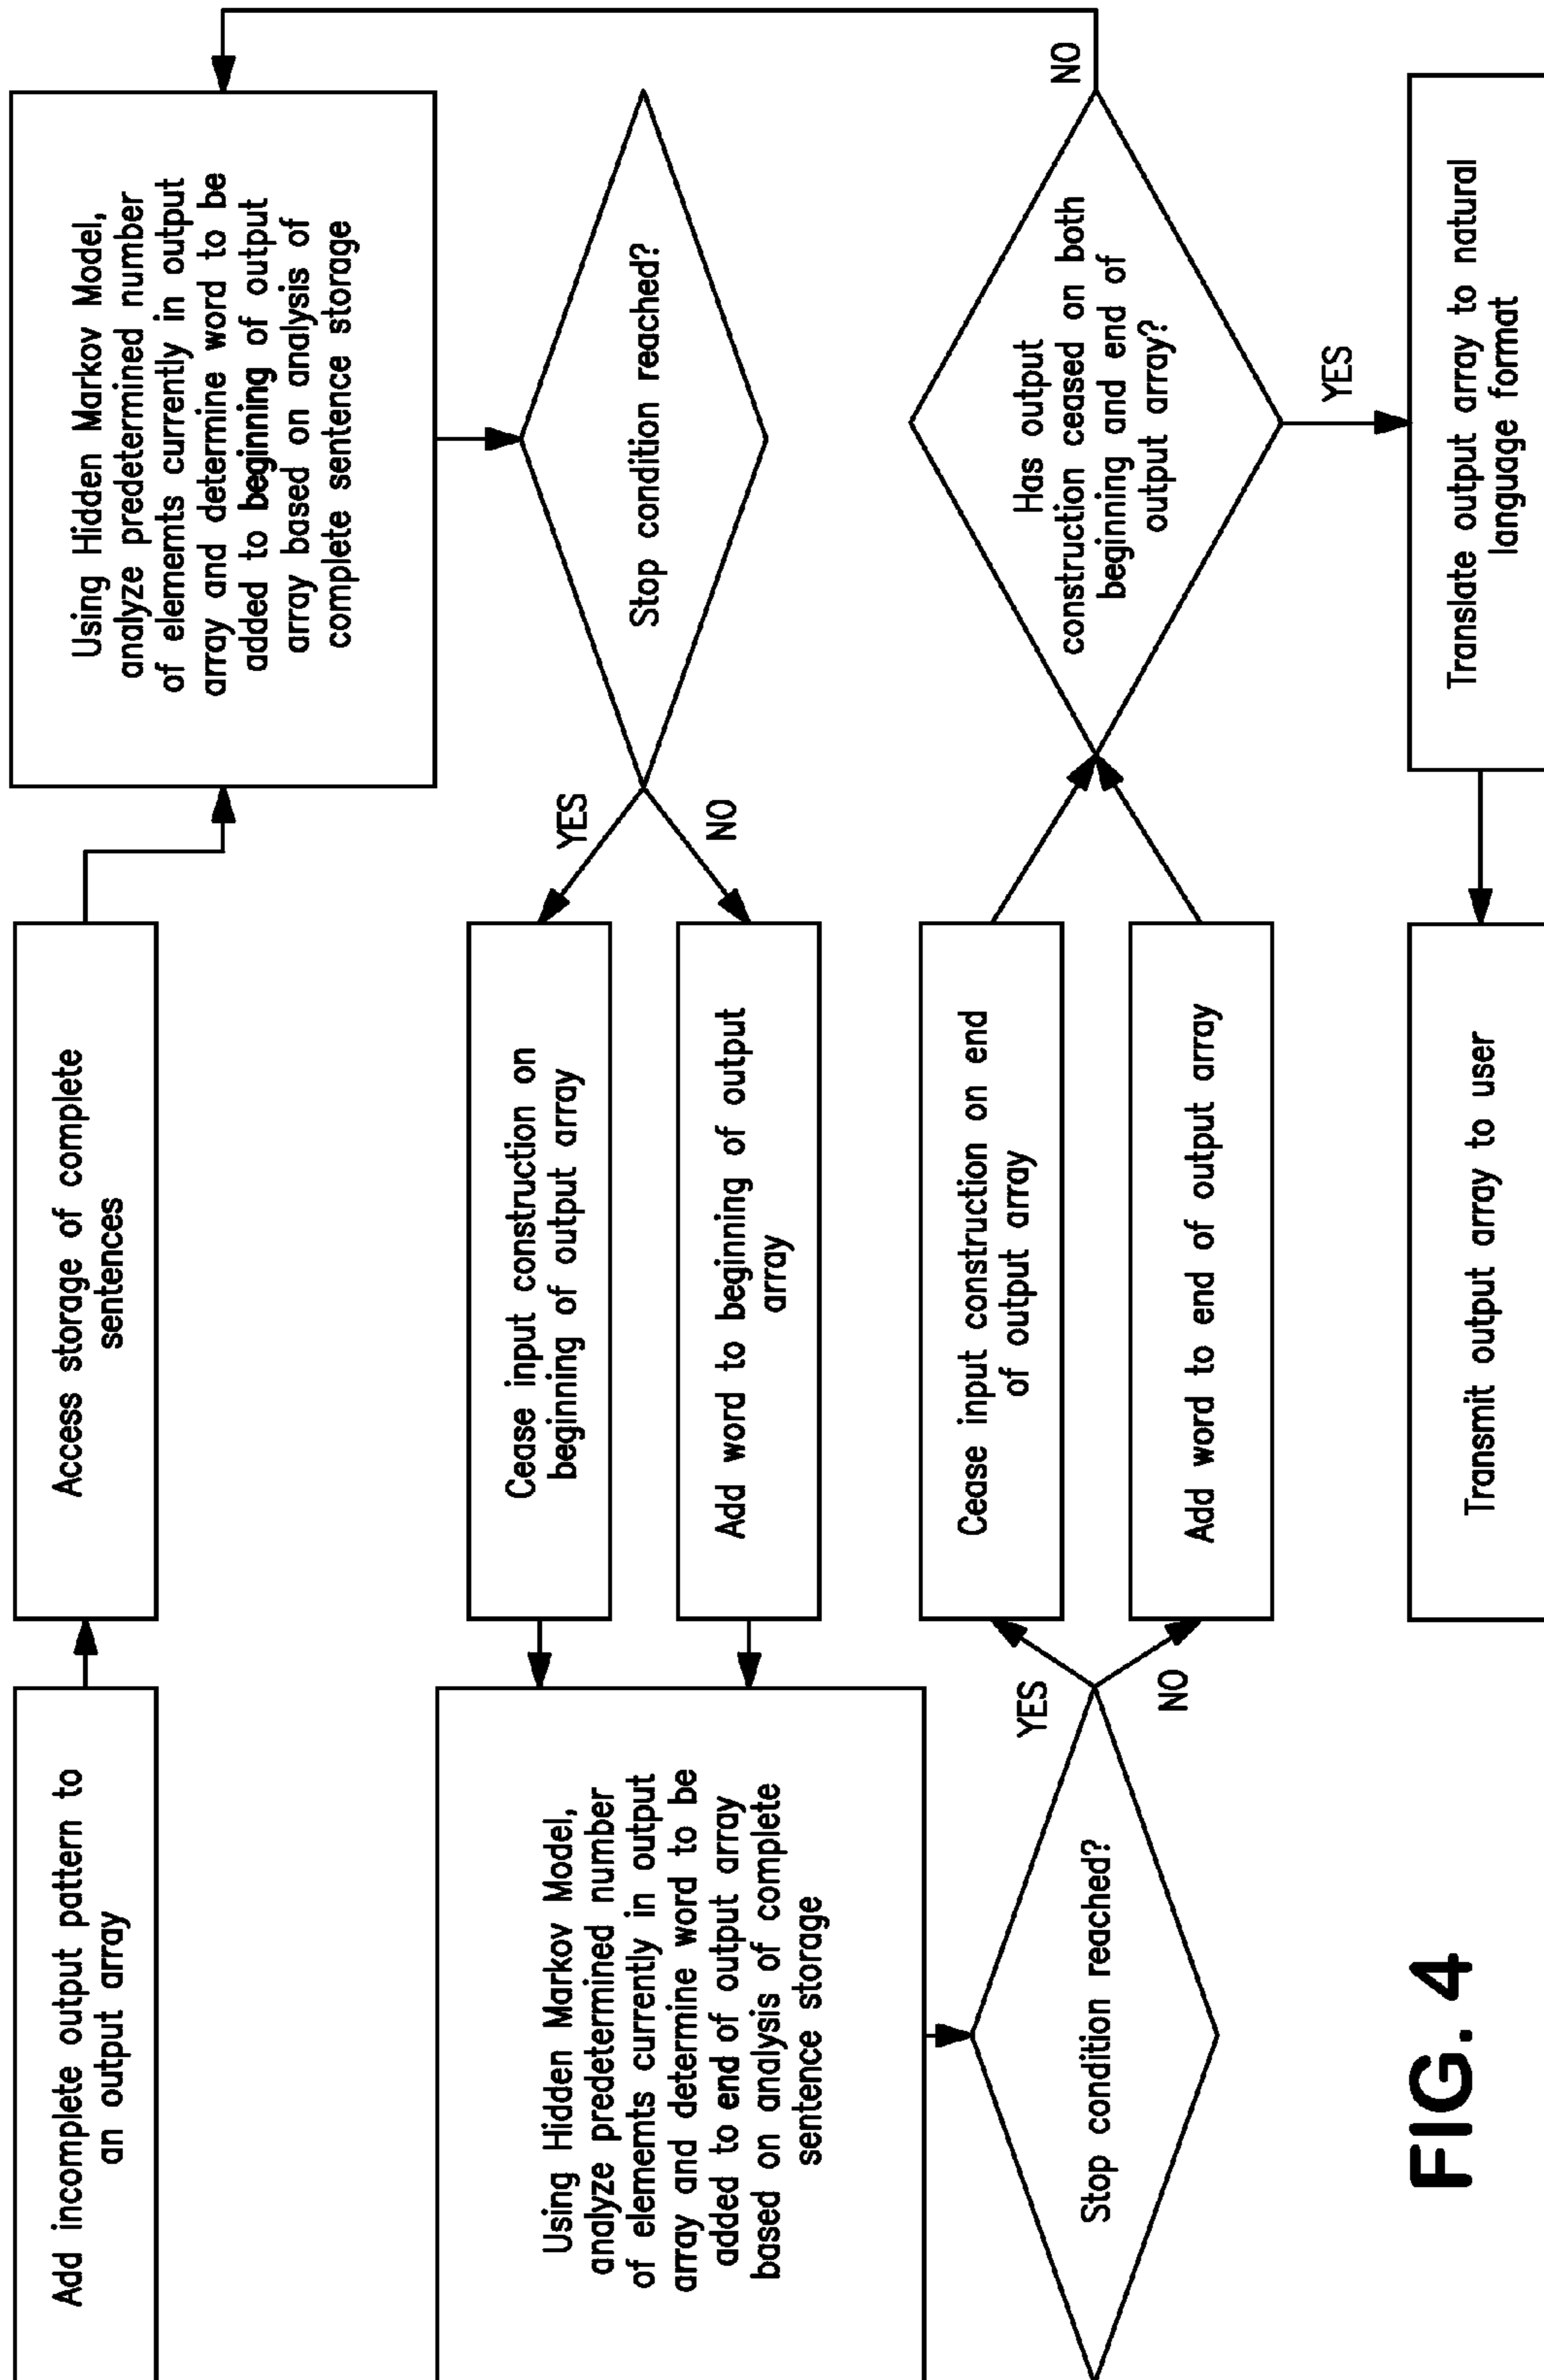 Add incomplete output pattern to
an output array
Access storage of complete
sentences
Using Hidden Markov Model,
analyze predetermined number
of elememts currently in output
array and determine word to be
added to beginning of output
array based on analysis of
complete sentence storage
Stop condition reached?
YES
NO
Cease input construction on
beginning of output array
Add word to beginning of output
array
Using Hidden Markov Model,
analyze predetermined number
of elememts currently in output
array and determine word to be
added to end of output array
based on analysis of complete
sentence storage
Stop condition reached?
YES
NO
Cease input construction on end
of output array
Add word to end of output array
Has output
construction ceased on both
beginning and end of
output array?
NO
YES
Translate output array to natural
language format
Transmit output array to user
FIG. 4